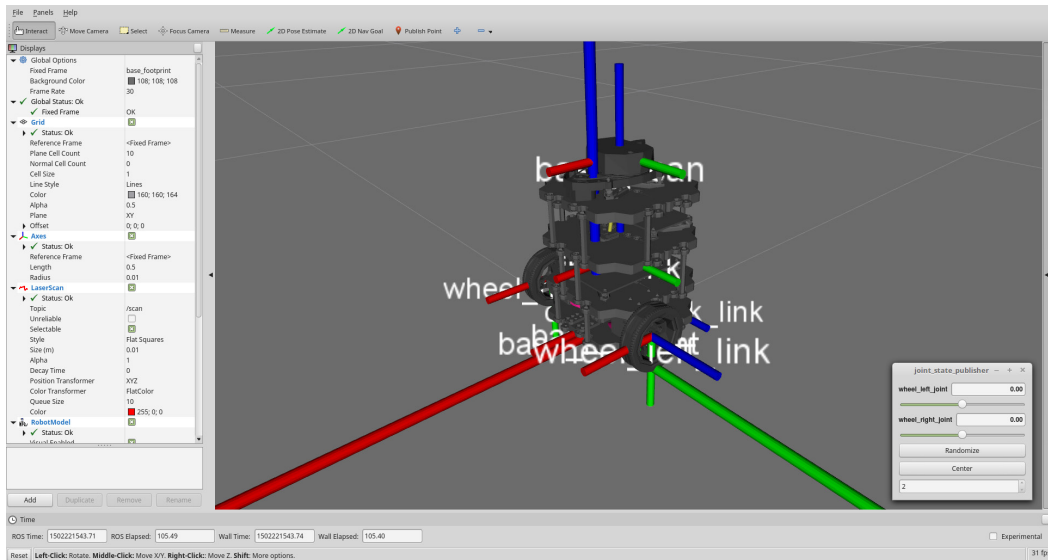 File Panels Help
Interact Move Camera Select Focus Camera Measure 2D Pose Estimate 2D Nav Goal Publish Point
Displays
Global Options
Fixed Frame base_footprint
Background Color 108; 108; 108
Frame Rate 30
Global Status: Ok
Fixed Frame OK
Grid
Status: Ok
Reference Frame <Fixed Frame>
Plane Cell Count 10
Normal Cell Count 0
Cell Size 1
Line Style Lines
Color 160; 160; 164
Alpha 0.5
Plane XY
Offset 0; 0; 0
Axes
Status: Ok
Reference Frame <Fixed Frame>
Length 0.5
Radius 0.01
LaserScan
Status: Ok
Topic /scan
Unreliable
Selectable
Style Flat Squares
Size (m) 0.01
Alpha 1
Decay Time 0
Position Transformer XYZ
Color Transformer FlatColor
Queue Size 10
Color 255; 0; 0
RobotModel
Status: Ok
Visual Enabled
Add Duplicate Remove Rename
wheel_left_link
joint_state_publisher
wheel_left_joint 0.00
wheel_right_joint 0.00
Randomize
Center
2
Time
ROS Time: 1502221543.71 ROS Elapsed: 105.49 Wall Time: 1502221543.74 Wall Elapsed: 105.40 Experimental
Reset Left-Click: Rotate. Middle-Click: Move X/Y. Right-Click:: Move Z. Shift: More options. 31 fps